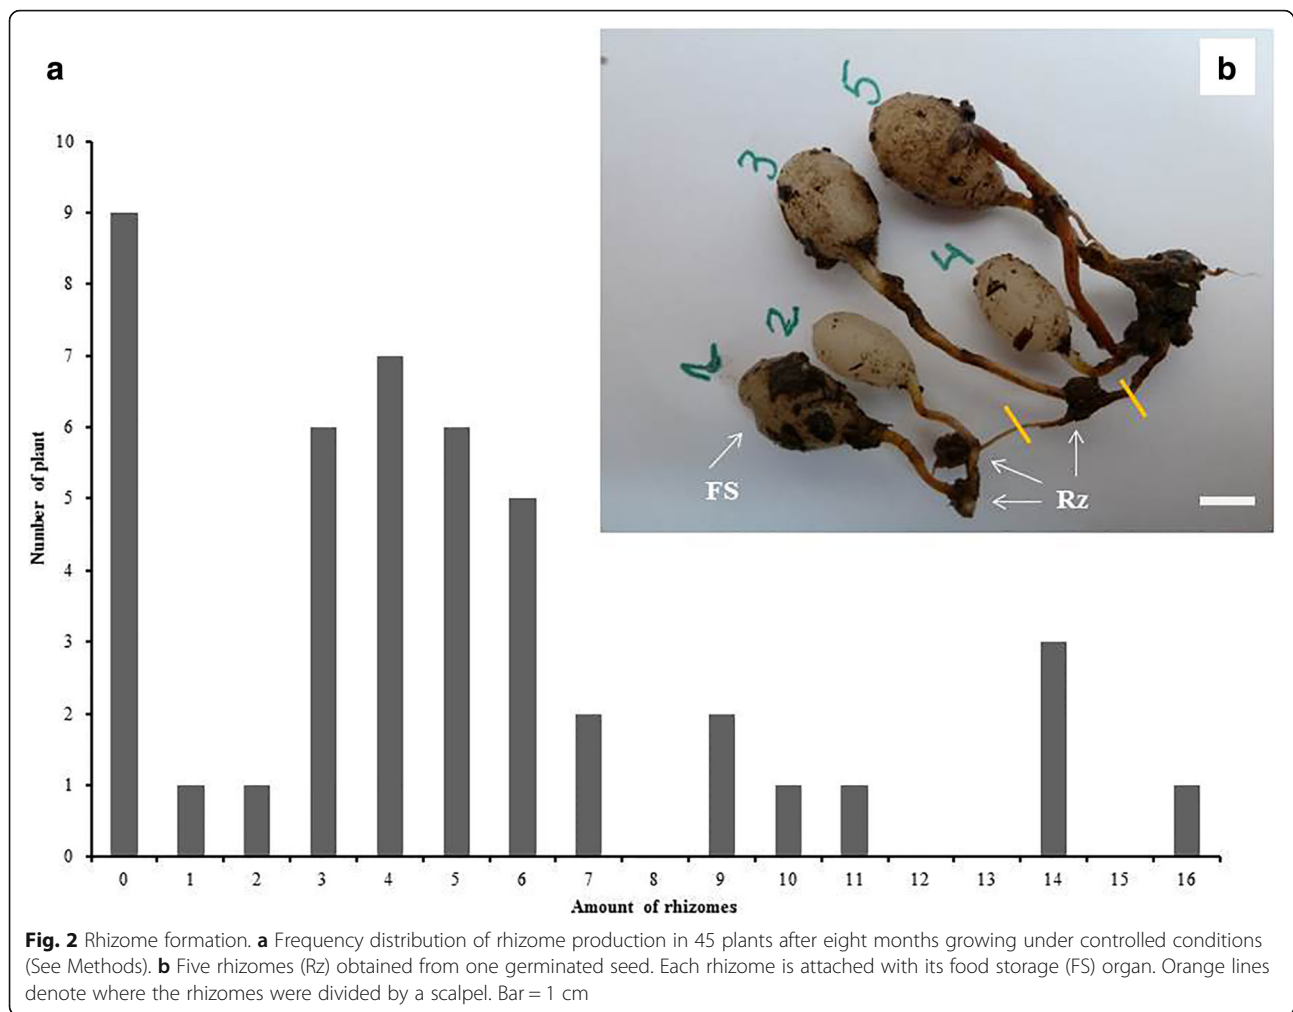 a
b
10
9
8
7
6
5
4
3
2
1
0
Number of plant
0 1 2 3 4 5 6 7 8 9 10 11 12 13 14 15 16
Amount of rhizomes
5
3
4
2
1
FS
Rz
Fig. 2 Rhizome formation. a Frequency distribution of rhizome production in 45 plants after eight months growing under controlled conditions
(See Methods). b Five rhizomes (Rz) obtained from one germinated seed. Each rhizome is attached with its food storage (FS) organ. Orange lines
denote where the rhizomes were divided by a scalpel. Bar = 1 cm